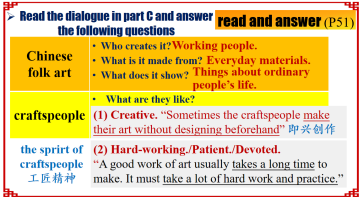 ➢ Read the dialogue in part C and answer
the following questions
read and answer (P51)
Chinese
folk art
• Who creates it? Working people.
• What is it made from? Everyday materials.
• What does it show? Things about ordinary
people's life.
craftspeople
• What are they like?
(1) Creative. “Sometimes the craftspeople make
their art without designing beforehand” 即兴创作
the sprirt of
craftspeople
工匠精神
(2) Hard-working./Patient./Devoted.
“A good work of art usually takes a long time to
make. It must take a lot of hard work and practice.”